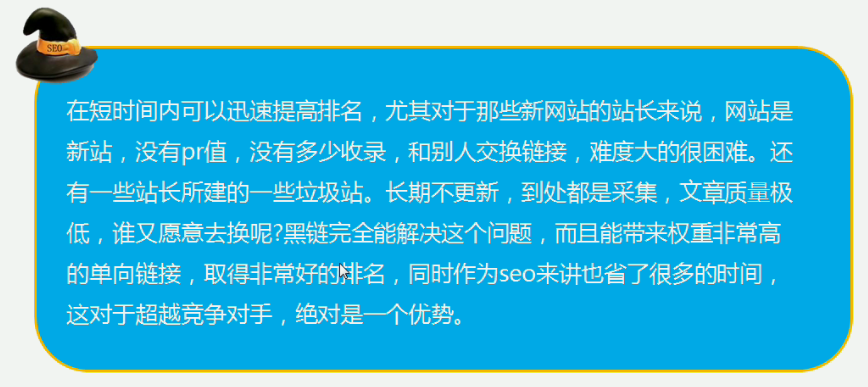 SEO
在短时间内可以迅速提高排名，尤其对于那些新网站的站长来说，网站是
新站，没有pr值，没有多少收录，和别人交换链接，难度大的很困难。还
有一些站长所建的一些垃圾站。长期不更新，到处都是采集，文章质量极
低，谁又愿意去换呢?黑链完全能解决这个问题，而且能带来权重非常高
的单向链接，取得非常好的排名，同时作为seo来讲也省了很多的时间，
这对于超越竞争对手，绝对是一个优势。